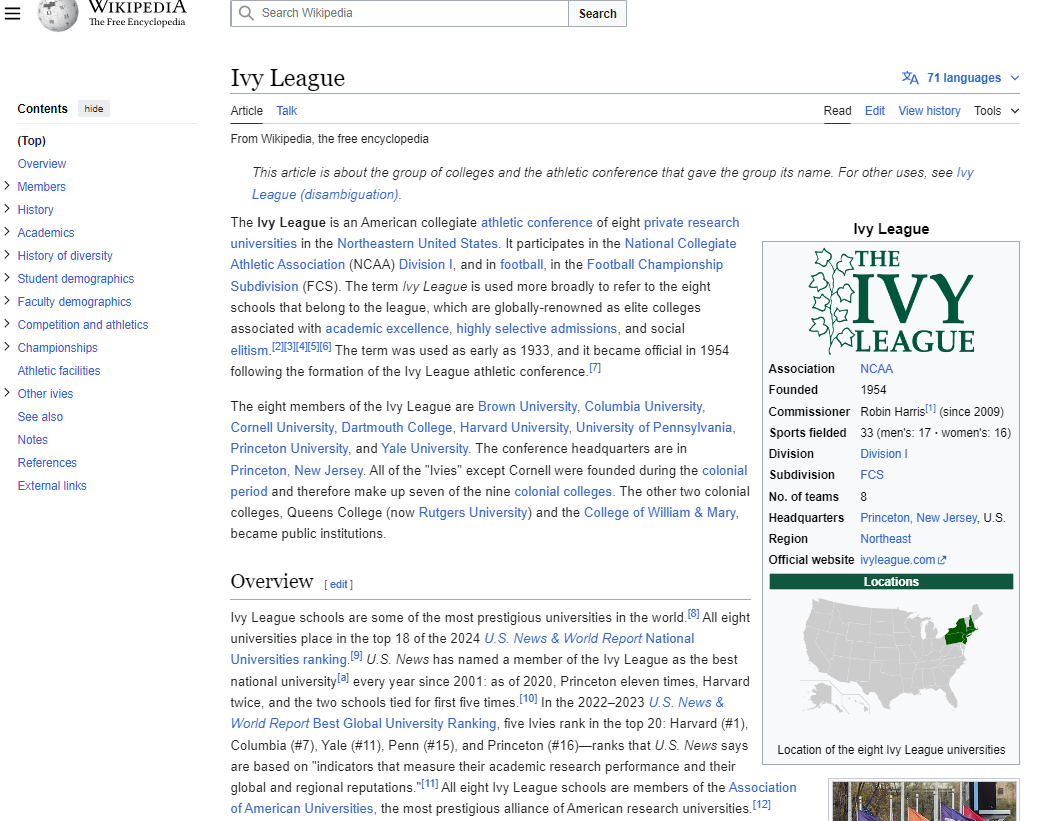 WIKIPEDIA
The Free Encyclopedia
Search Wikipedia
Search
Contents
hide
(Top)
Overview
Members
History
Academics
History of diversity
Student demographics
Faculty demographics
Competition and athletics
Championships
Athletic facilities
Other ivies
See also
Notes
References
External links
Ivy League
71 languages
Article Talk
Read Edit View history Tools
From Wikipedia, the free encyclopedia
This article is about the group of colleges and the athletic conference that gave the group its name. For other uses, see Ivy
League (disambiguation).
The Ivy League is an American collegiate athletic conference of eight private research
universities in the Northeastern United States. It participates in the National Collegiate
Athletic Association (NCAA) Division I, and in football, in the Football Championship
Subdivision (FCS). The term Ivy League is used more broadly to refer to the eight
schools that belong to the league, which are globally-renowned as elite colleges
associated with academic excellence, highly selective admissions, and social
elitism.[2][3][4][5][6] The term was used as early as 1933, and it became official in 1954
following the formation of the Ivy League athletic conference.[7]
The eight members of the Ivy League are Brown University, Columbia University,
Cornell University, Dartmouth College, Harvard University, University of Pennsylvania,
Princeton University, and Yale University. The conference headquarters are in
Princeton, New Jersey. All of the "Ivies" except Cornell were founded during the colonial
period and therefore make up seven of the nine colonial colleges. The other two colonial
colleges, Queens College (now Rutgers University) and the College of William & Mary,
became public institutions.
Overview [ edit ]
Ivy League schools are some of the most prestigious universities in the world.[8] All eight
universities place in the top 18 of the 2024 U.S. News & World Report National
Universities ranking.[9] U.S. News has named a member of the Ivy League as the best
national university[a] every year since 2001: as of 2020, Princeton eleven times, Harvard
twice, and the two schools tied for first five times.[10] In the 2022–2023 U.S. News &
World Report Best Global University Ranking, five Ivies rank in the top 20: Harvard (#1),
Columbia (#7), Yale (#11), Penn (#15), and Princeton (#16)—ranks that U.S. News says
are based on "indicators that measure their academic research performance and their
global and regional reputations."[11] All eight Ivy League schools are members of the Association
of American Universities, the most prestigious alliance of American research universities.[12]
Ivy League
THE
IVY
LEAGUE
Association NCAA
Founded 1954
Commissioner Robin Harris[1] (since 2009)
Sports fielded 33 (men's: 17 · women's: 16)
Division Division I
Subdivision FCS
No. of teams 8
Headquarters Princeton, New Jersey, U.S.
Region Northeast
Official website ivyleague.com
Locations
Location of the eight Ivy League universities